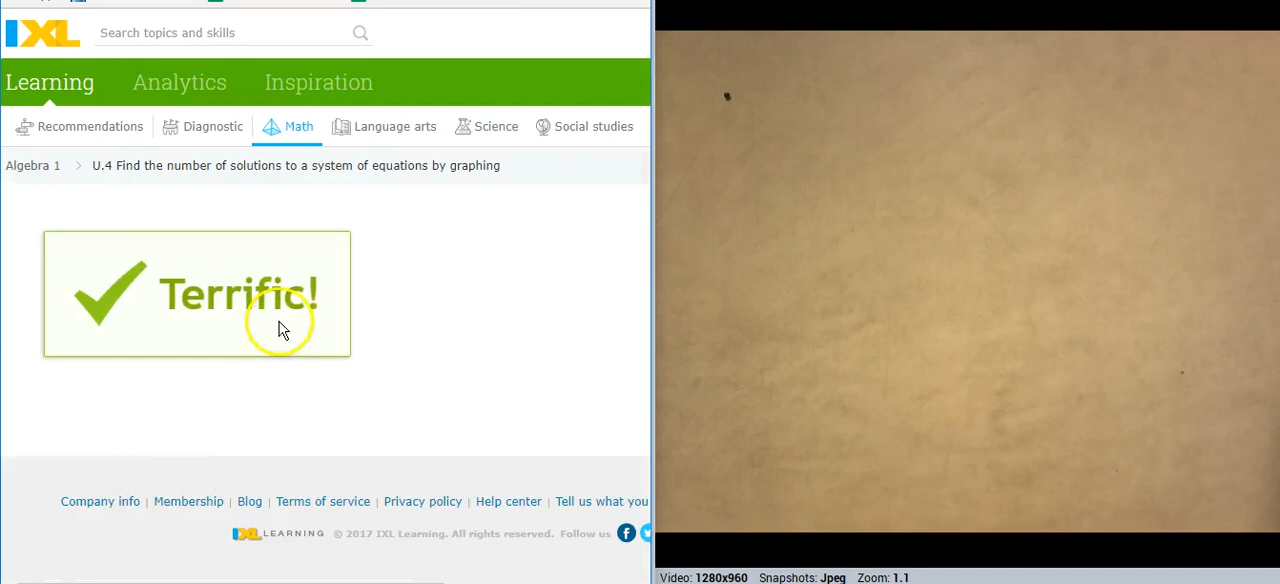 IXL
Search topics and skills
Learning Analytics Inspiration
Recommendations Diagnostic Math Language arts Science Social studies
Algebra 1 > U.4 Find the number of solutions to a system of equations by graphing
Terrific!
Company info | Membership | Blog | Terms of service | Privacy policy | Help center | Tell us what you
IXL LEARNING © 2017 IXL Learning. All rights reserved. Follow us
Video: 1280x960 Snapshots: Jpeg Zoom: 1.1